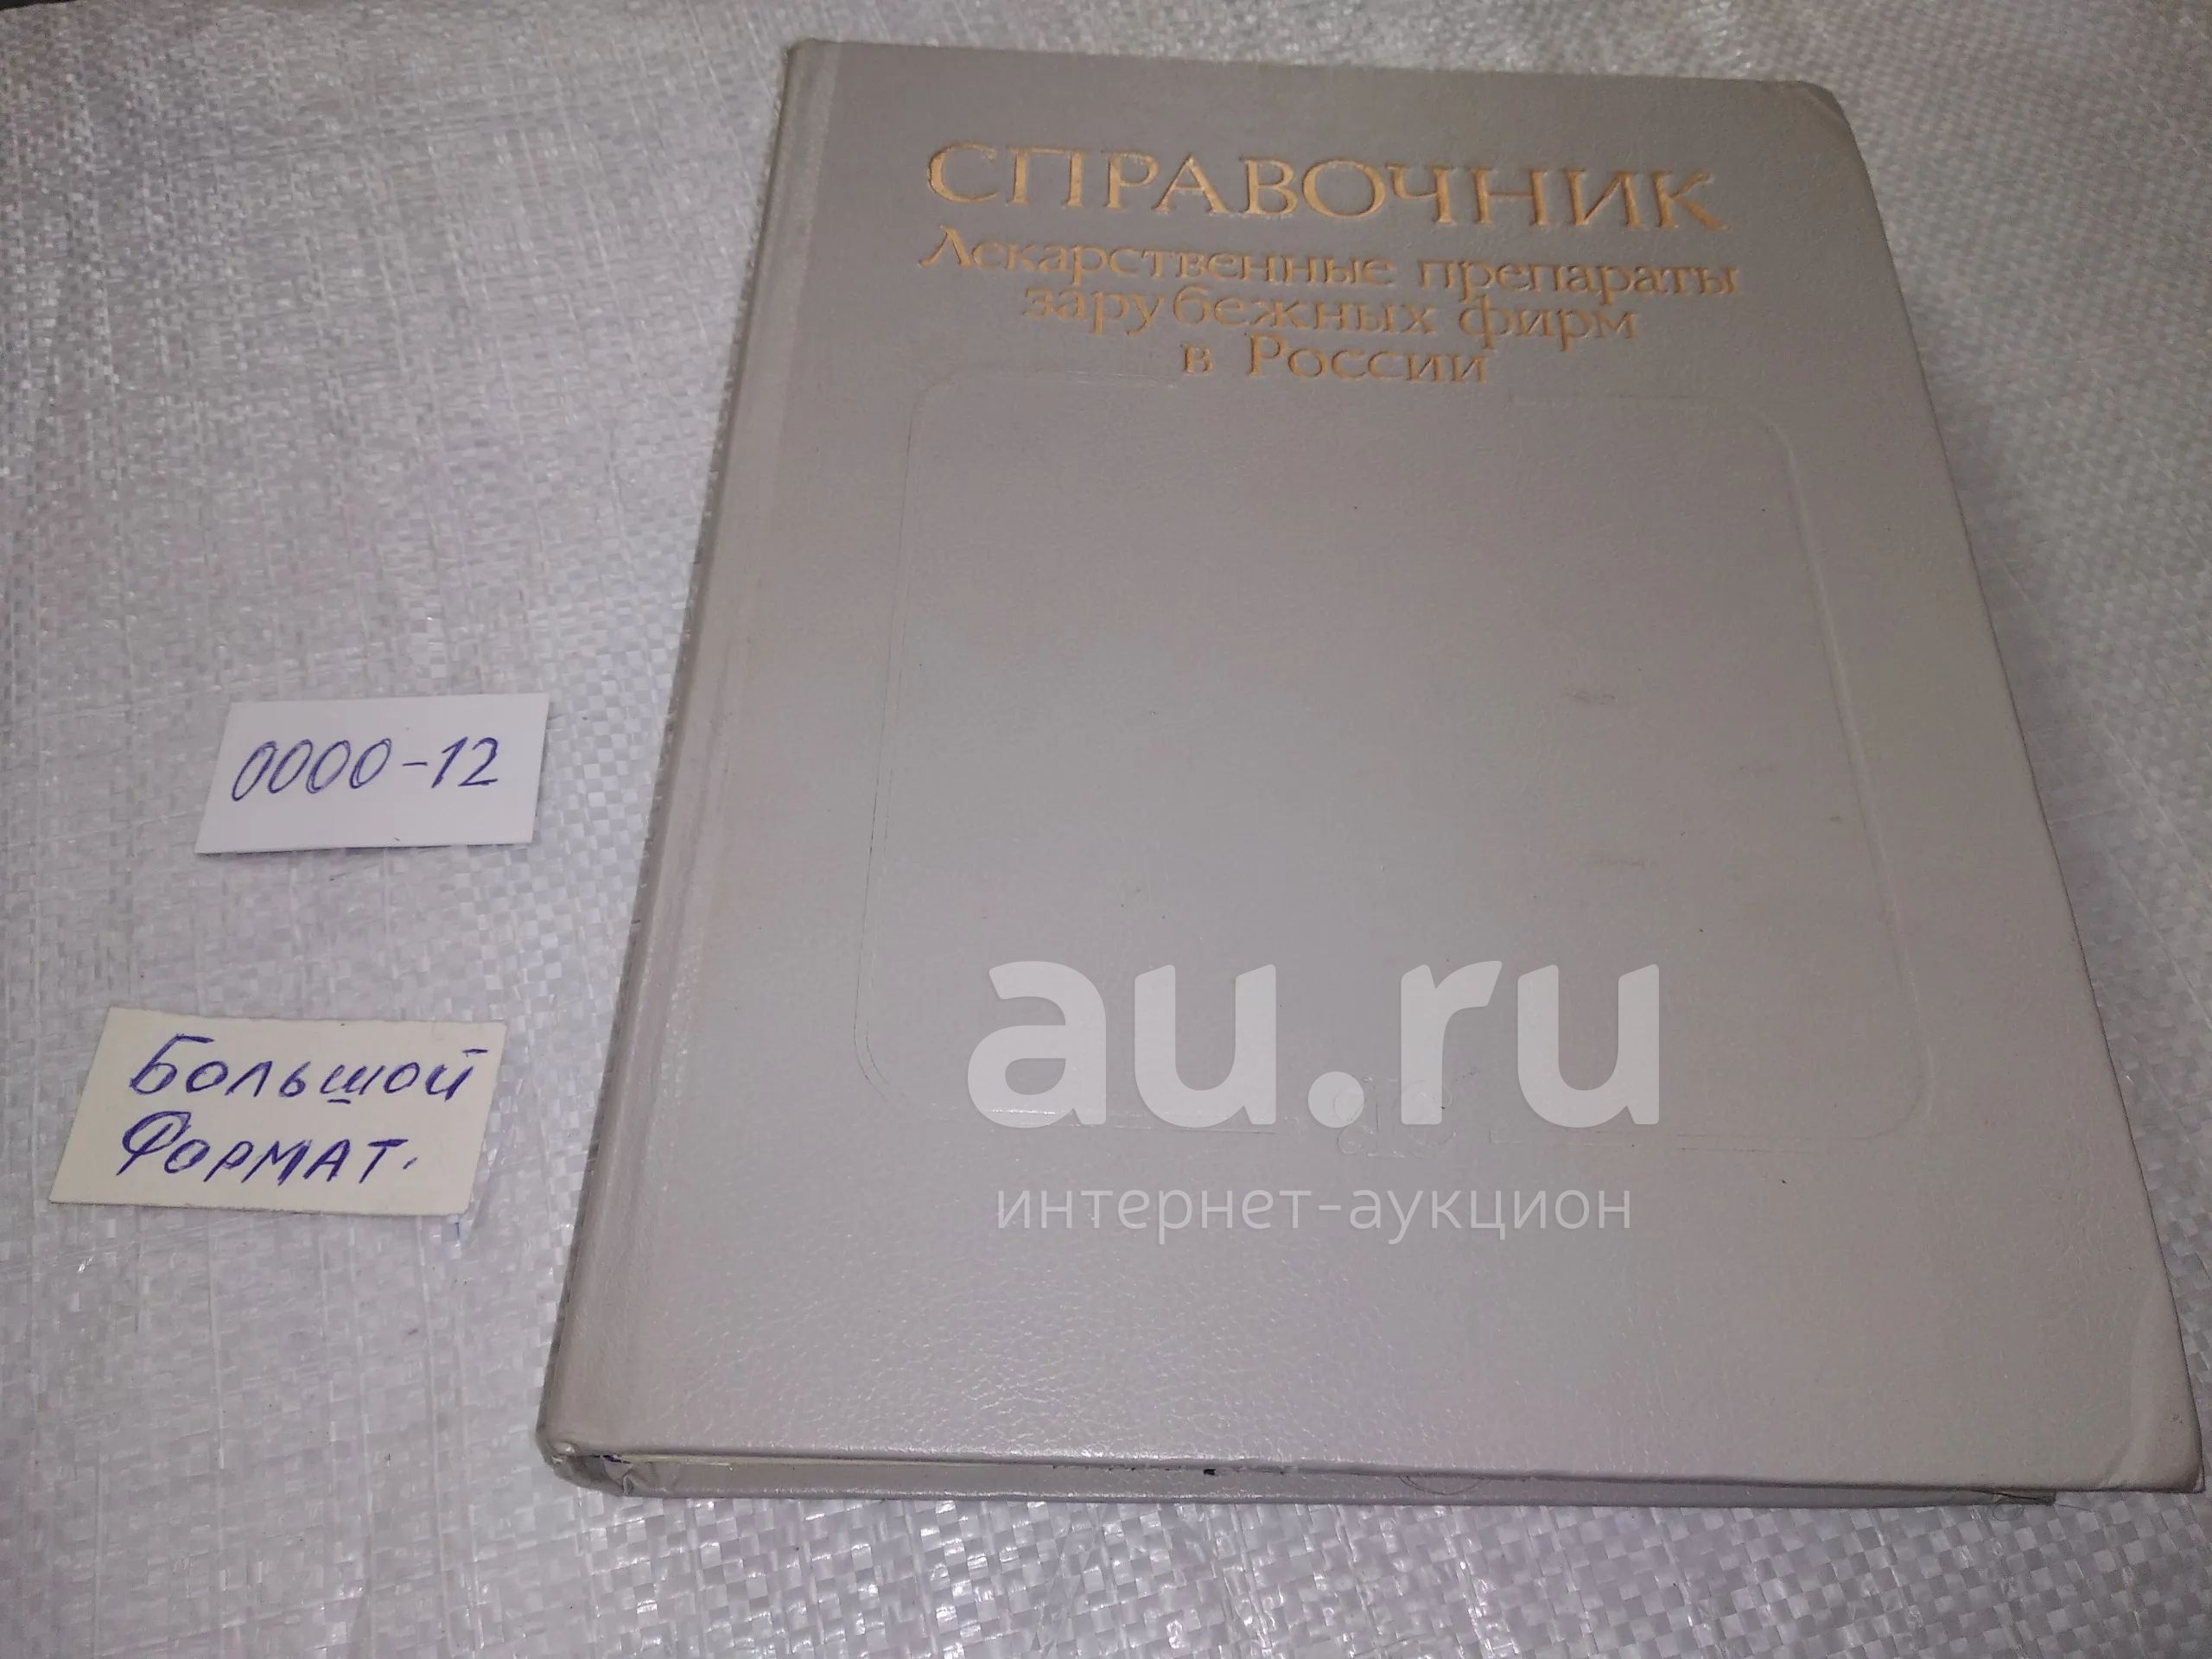 СПРАВОЧНИК
Лекарственные препараты
зарубежных фирм
в России
0000-12
Большой
Формат.
au.ru
интернет-аукцион